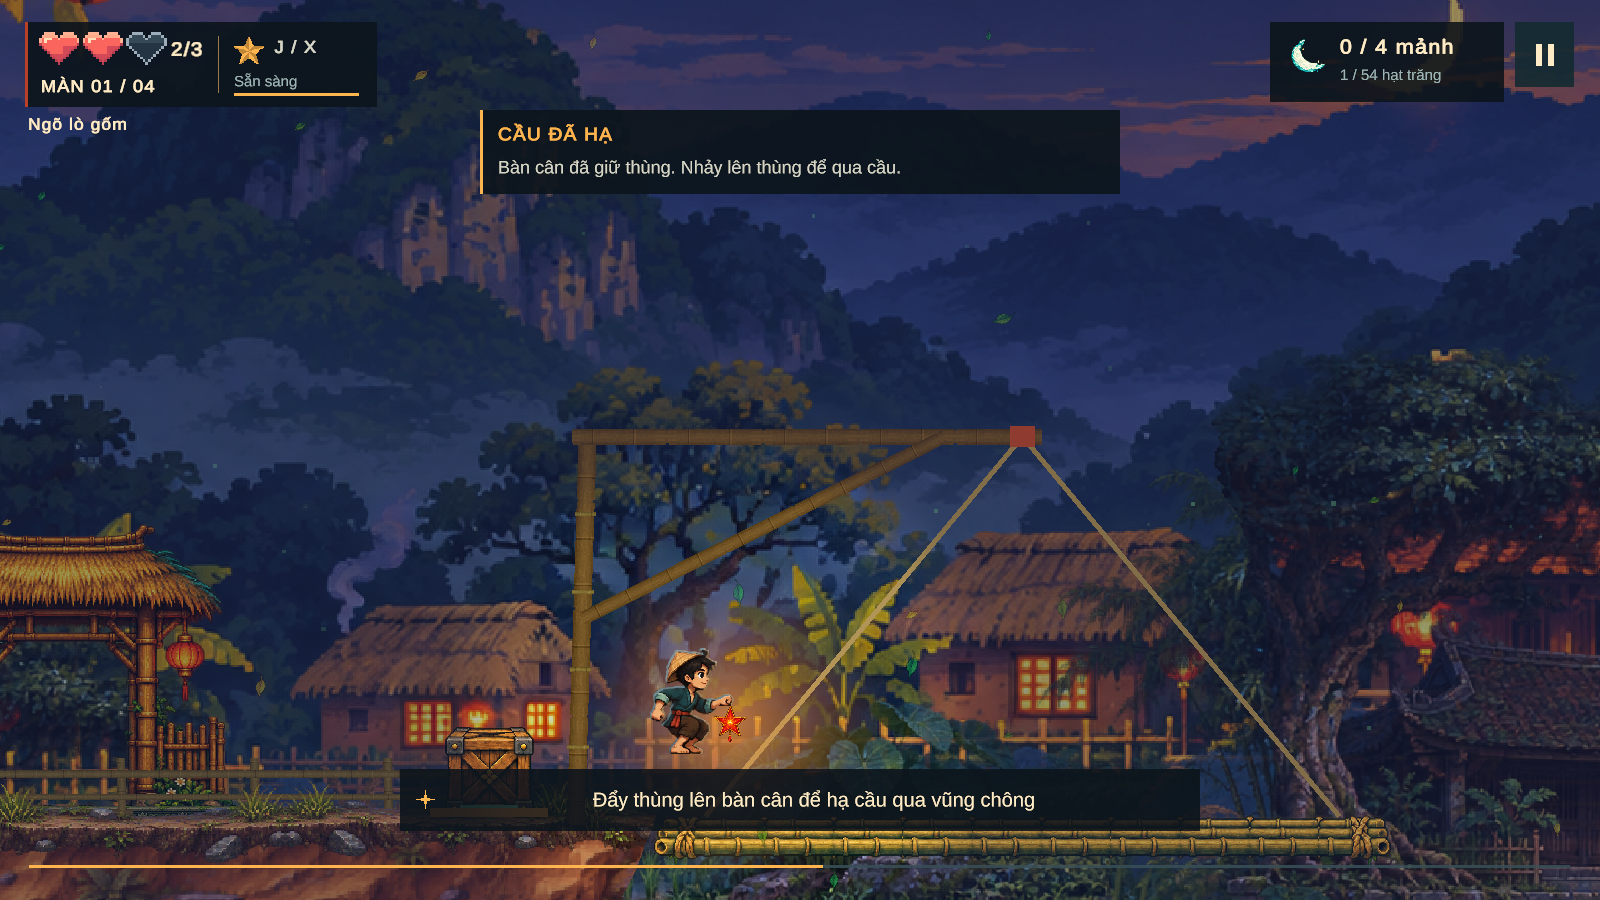 2/3
J / X
Sẵn sàng
MÀN 01 / 04
Ngõ lò gốm
0 / 4 mảnh
1 / 54 hạt trăng
CẦU ĐÃ HẠ
Bàn cân đã giữ thùng. Nhảy lên thùng để qua cầu.
Đẩy thùng lên bàn cân để hạ cầu qua vũng chông